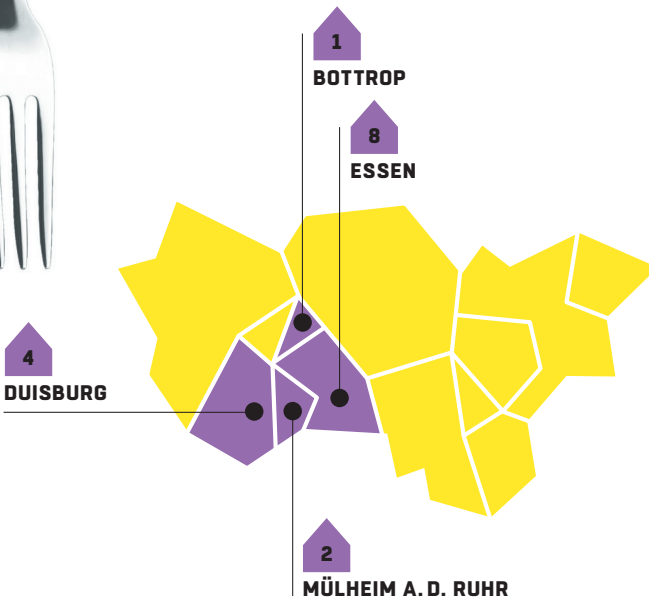 1
BOTTROP
8
ESSEN
4
DUISBURG
2
MÜLHEIM A. D. RUHR